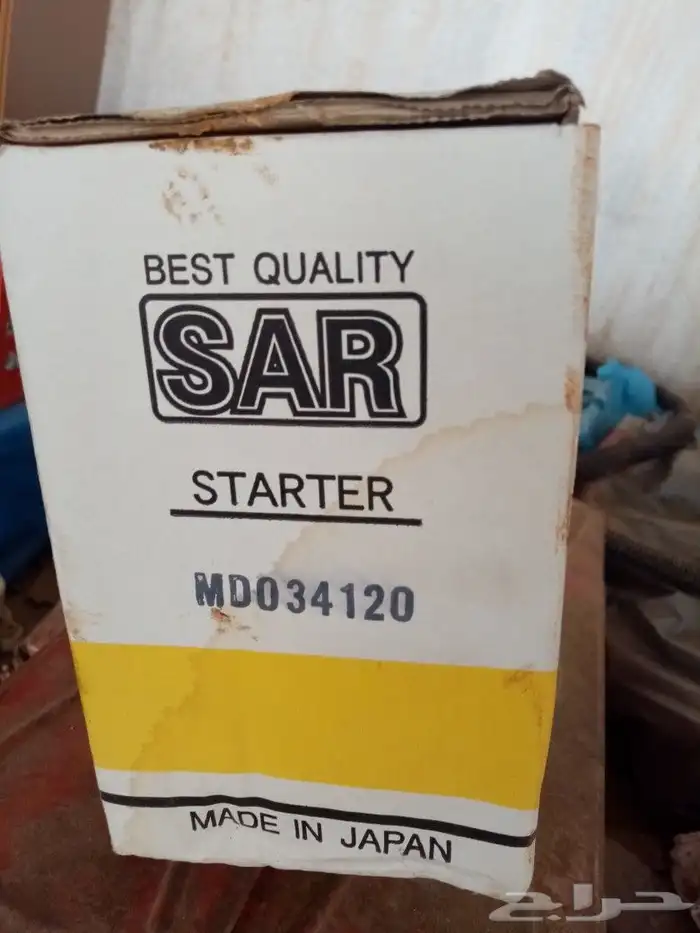 BEST QUALITY
SAR
STARTER
MD034120
MADE IN JAPAN
حراج